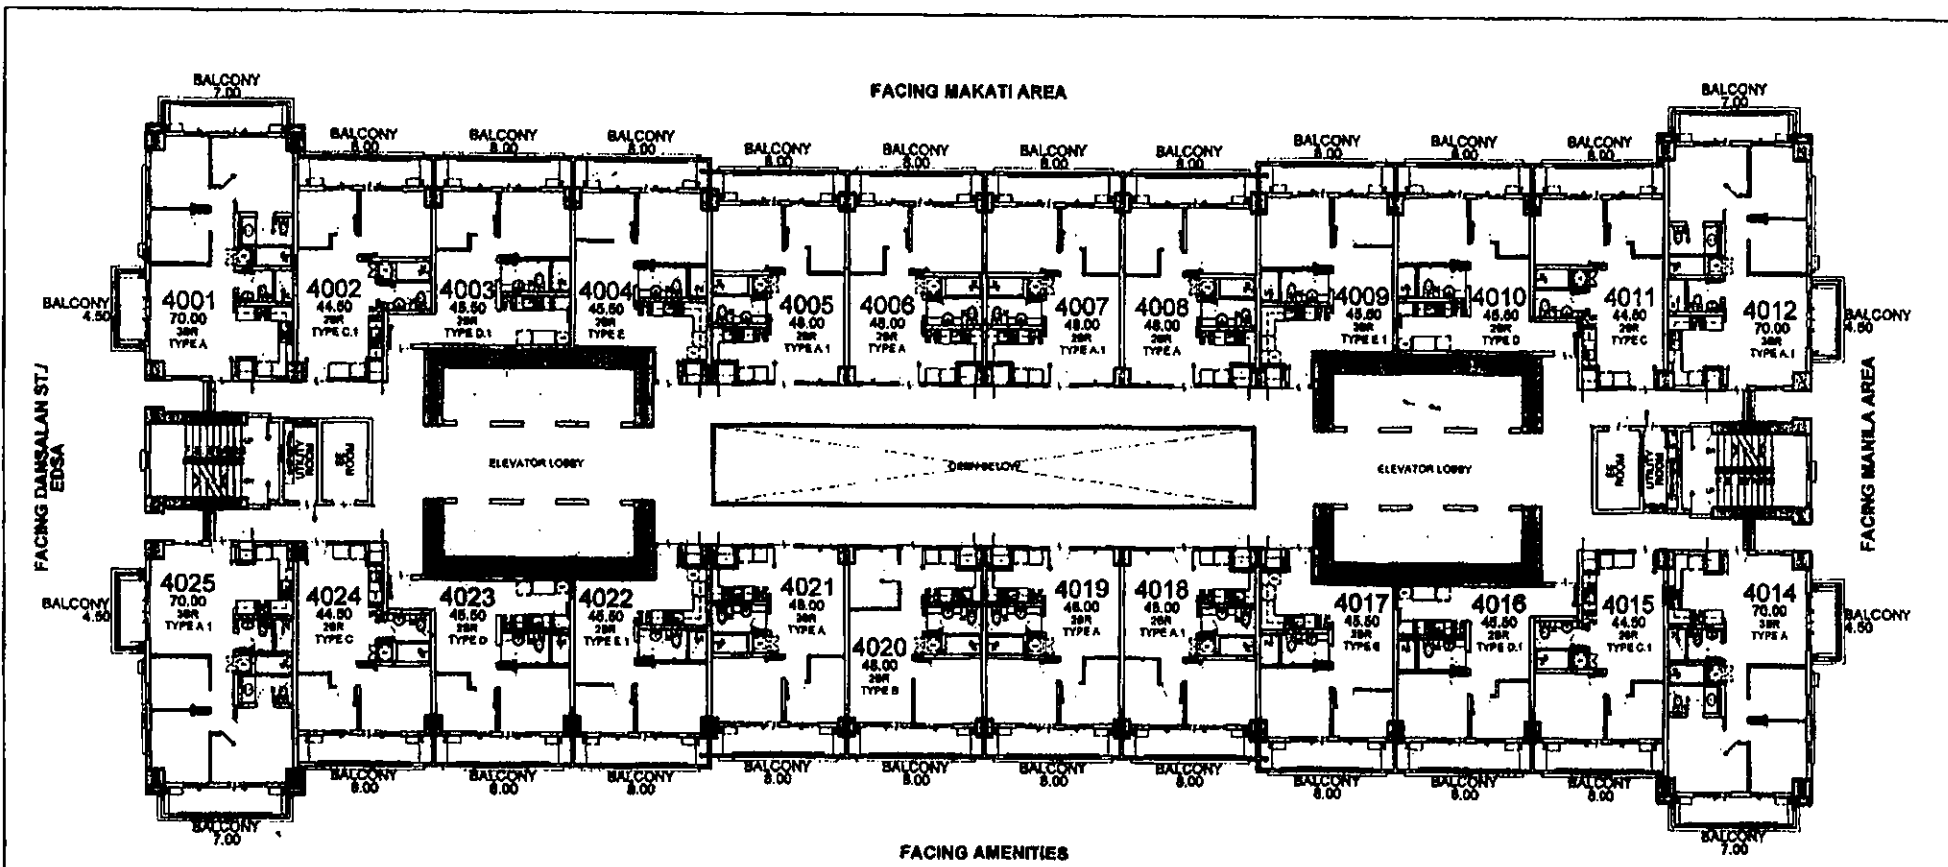 FACING MAKATI AREA
BALCONY
7.00
BALCONY
8.00
BALCONY
8.00
BALCONY
8.00
BALCONY
8.00
BALCONY
8.00
BALCONY
8.00
BALCONY
8.00
BALCONY
8.00
BALCONY
8.00
BALCONY
8.00
BALCONY
7.00
BALCONY
4.50
4001
70.00
3BR
TYPE A
4002
44.50
2BR
TYPE C.1
4003
45.50
2BR
TYPE D.1
4004
45.50
2BR
TYPE E
4005
48.00
2BR
TYPE A.1
4006
48.00
2BR
TYPE A
4007
48.00
2BR
TYPE A.1
4008
48.00
2BR
TYPE A
4009
45.50
2BR
TYPE E.1
4010
45.50
2BR
TYPE D
4011
44.50
2BR
TYPE C
4012
70.00
3BR
TYPE A.1
BALCONY
4.50
FACING DAMSALAN ST./
EDSA
UTILITY
ROOM
EE
ROOM
ELEVATOR LOBBY
OPEN BELOW
ELEVATOR LOBBY
EE
ROOM
UTILITY
ROOM
FACING MANILA AREA
BALCONY
4.50
4025
70.00
3BR
TYPE A.1
4024
44.50
2BR
TYPE C
4023
45.50
2BR
TYPE D
4022
45.50
2BR
TYPE E.1
4021
48.00
2BR
TYPE A
4020
48.00
2BR
TYPE B
4019
48.00
2BR
TYPE A
4018
48.00
2BR
TYPE A.1
4017
45.50
2BR
TYPE E
4016
45.50
2BR
TYPE D.1
4015
44.50
2BR
TYPE C.1
4014
70.00
3BR
TYPE A
BALCONY
4.50
BALCONY
7.00
BALCONY
8.00
BALCONY
8.00
BALCONY
8.00
BALCONY
8.00
BALCONY
8.00
BALCONY
8.00
BALCONY
8.00
BALCONY
8.00
BALCONY
8.00
BALCONY
8.00
BALCONY
7.00
FACING AMENITIES